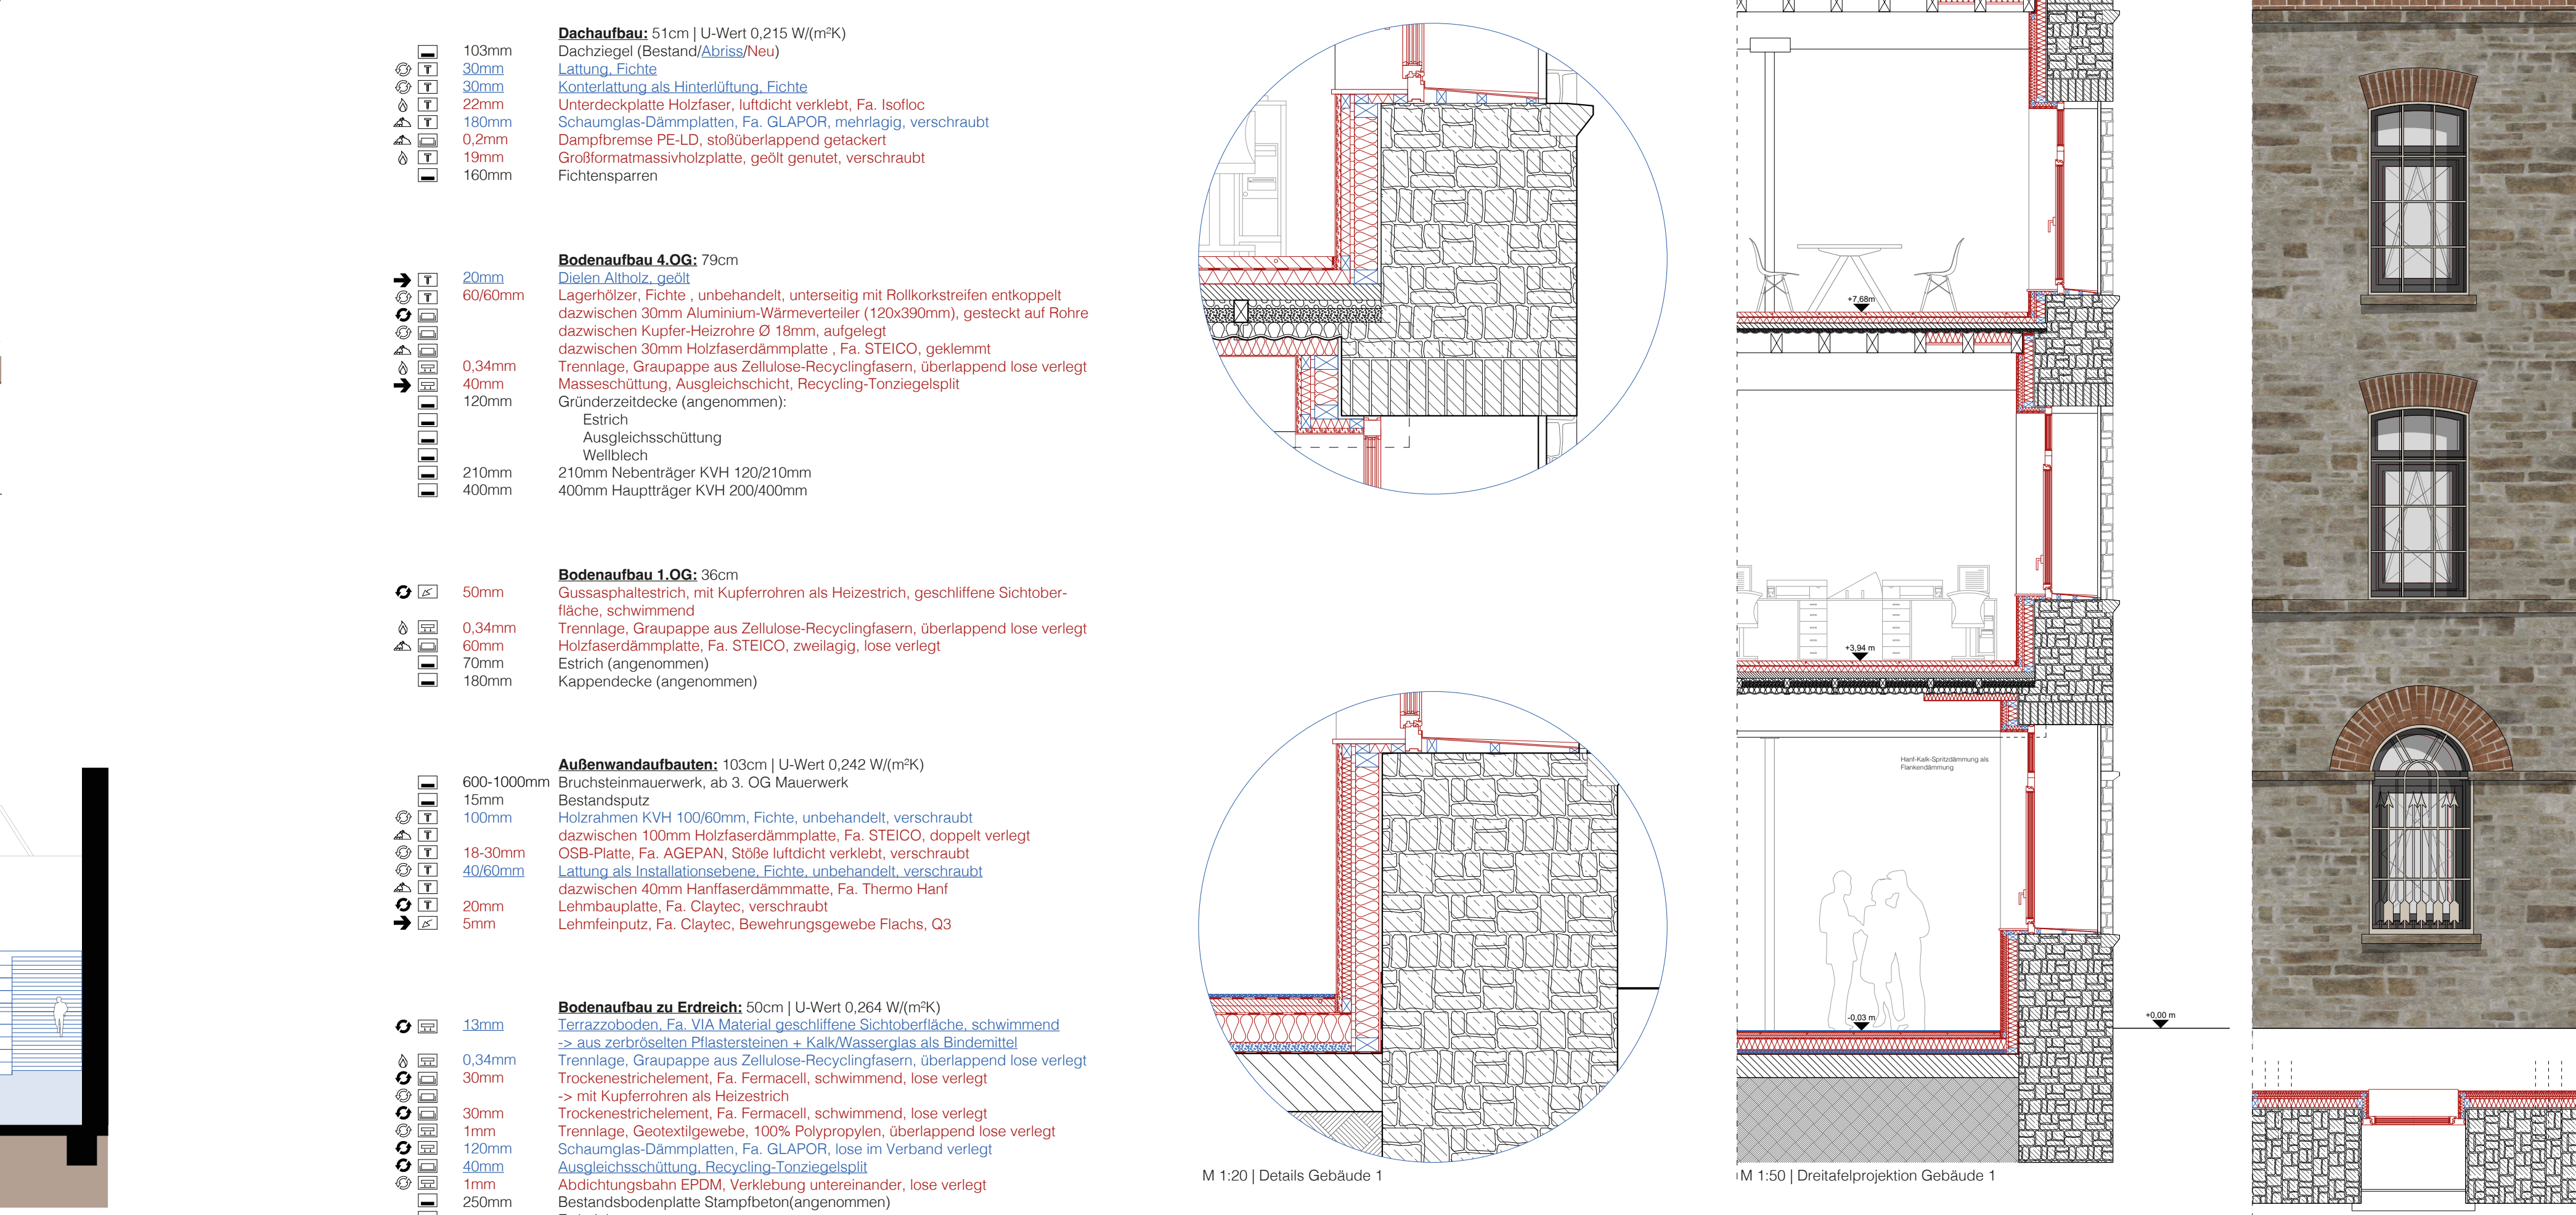 Dachaufbau: 51cm | U-Wert 0,215 W/(m²K)
103mm Dachziegel (Bestand/Abriss/Neu)
T 30mm Lattung, Fichte
T 30mm Konterlattung als Hinterlüftung, Fichte
T 22mm Unterdeckplatte Holzfaser, luftdicht verklebt, Fa. Isofloc
T 180mm Schaumglas-Dämmplatten, Fa. GLAPOR, mehrlagig, verschraubt
0,2mm Dampfbremse PE-LD, stoßüberlappend getackert
T 19mm Großformatmassivholzplatte, geölt genutet, verschraubt
160mm Fichtensparren
Bodenaufbau 4.OG: 79cm
T 20mm Dielen Altholz, geölt
T 60/60mm Lagerhölzer, Fichte , unbehandelt, unterseitig mit Rollkorkstreifen entkoppelt
dazwischen 30mm Aluminium-Wärmeverteiler (120x390mm), gesteckt auf Rohre
dazwischen Kupfer-Heizrohre Ø 18mm, aufgelegt
dazwischen 30mm Holzfaserdämmplatte , Fa. STEICO, geklemmt
0,34mm Trennlage, Graupappe aus Zellulose-Recyclingfasern, überlappend lose verlegt
40mm Masseschüttung, Ausgleichschicht, Recycling-Tonziegelsplit
120mm Gründerzeitdecke (angenommen):
Estrich
Ausgleichsschüttung
Wellblech
210mm 210mm Nebenträger KVH 120/210mm
400mm 400mm Hauptträger KVH 200/400mm
Bodenaufbau 1.OG: 36cm
50mm Gussasphaltestrich, mit Kupferrohren als Heizestrich, geschliffene Sichtober-
fläche, schwimmend
0,34mm Trennlage, Graupappe aus Zellulose-Recyclingfasern, überlappend lose verlegt
60mm Holzfaserdämmplatte, Fa. STEICO, zweilagig, lose verlegt
70mm Estrich (angenommen)
180mm Kappendecke (angenommen)
Außenwandaufbauten: 103cm | U-Wert 0,242 W/(m²K)
600-1000mm Bruchsteinmauerwerk, ab 3. OG Mauerwerk
15mm Bestandsputz
T 100mm Holzrahmen KVH 100/60mm, Fichte, unbehandelt, verschraubt
T dazwischen 100mm Holzfaserdämmplatte, Fa. STEICO, doppelt verlegt
T 18-30mm OSB-Platte, Fa. AGEPAN, Stöße luftdicht verklebt, verschraubt
T 40/60mm Lattung als Installationsebene, Fichte, unbehandelt, verschraubt
T dazwischen 40mm Hanffaserdämmmatte, Fa. Thermo Hanf
T 20mm Lehmbauplatte, Fa. Claytec, verschraubt
5mm Lehmfeinputz, Fa. Claytec, Bewehrungsgewebe Flachs, Q3
Bodenaufbau zu Erdreich: 50cm | U-Wert 0,264 W/(m²K)
13mm Terrazzoboden, Fa. VIA Material geschliffene Sichtoberfläche, schwimmend
-> aus zerbröselten Pflastersteinen + Kalk/Wasserglas als Bindemittel
0,34mm Trennlage, Graupappe aus Zellulose-Recyclingfasern, überlappend lose verlegt
30mm Trockenestrichelement, Fa. Fermacell, schwimmend, lose verlegt
-> mit Kupferrohren als Heizestrich
30mm Trockenestrichelement, Fa. Fermacell, schwimmend, lose verlegt
1mm Trennlage, Geotextilgewebe, 100% Polypropylen, überlappend lose verlegt
120mm Schaumglas-Dämmplatten, Fa. GLAPOR, lose im Verband verlegt
40mm Ausgleichsschüttung, Recycling-Tonziegelsplit
1mm Abdichtungsbahn EPDM, Verklebung untereinander, lose verlegt
250mm Bestandsbodenplatte Stampfbeton(angenommen)
M 1:20 | Details Gebäude 1
+7,68m
+3,94 m
Hanf-Kalk-Spritzdämmung als
Flankendämmung
-0,03 m
+0,00 m
M 1:50 | Dreitafelprojektion Gebäude 1